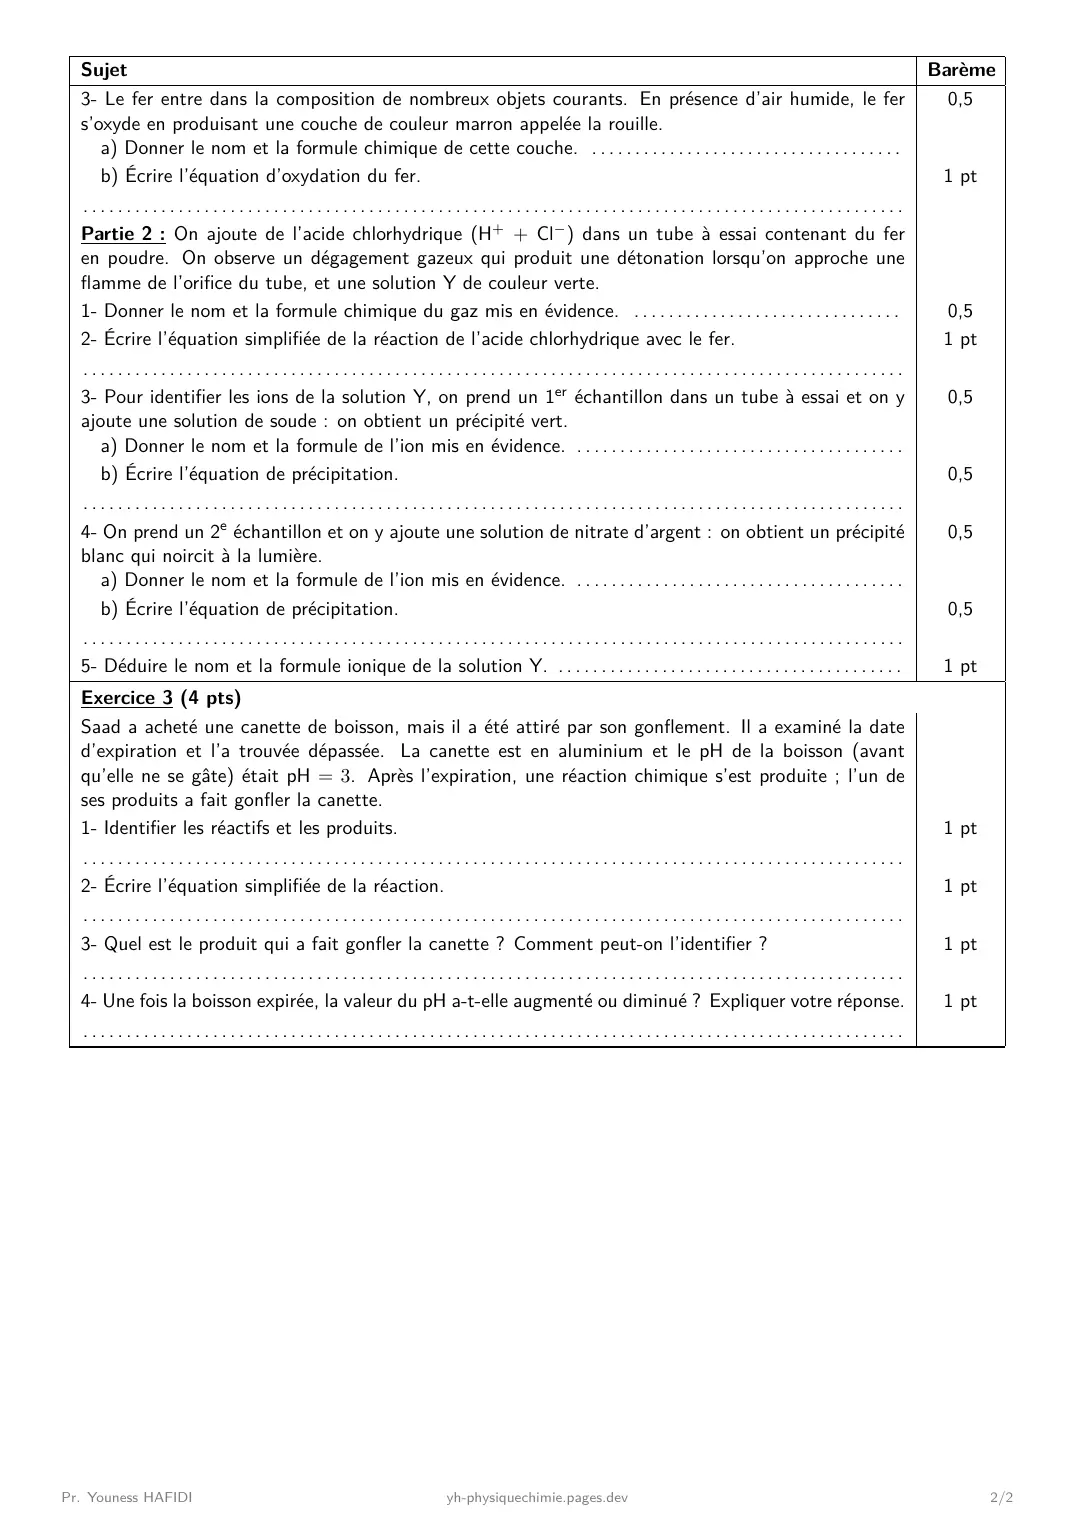 Sujet Barème
3- Le fer entre dans la composition de nombreux objets courants. En présence d'air humide, le fer 0,5
s'oxyde en produisant une couche de couleur marron appelée la rouille.
a) Donner le nom et la formule chimique de cette couche. ....................................
b) Écrire l'équation d'oxydation du fer. 1 pt
...............................................................................................
Partie 2 : On ajoute de l'acide chlorhydrique (H⁺ + Cl⁻) dans un tube à essai contenant du fer
en poudre. On observe un dégagement gazeux qui produit une détonation lorsqu'on approche une
flamme de l'orifice du tube, et une solution Y de couleur verte.
1- Donner le nom et la formule chimique du gaz mis en évidence. ............................... 0,5
2- Écrire l'équation simplifiée de la réaction de l'acide chlorhydrique avec le fer. 1 pt
...............................................................................................
3- Pour identifier les ions de la solution Y, on prend un 1er échantillon dans un tube à essai et on y 0,5
ajoute une solution de soude : on obtient un précipité vert.
a) Donner le nom et la formule de l'ion mis en évidence. ......................................
b) Écrire l'équation de précipitation. 0,5
...............................................................................................
4- On prend un 2e échantillon et on y ajoute une solution de nitrate d'argent : on obtient un précipité 0,5
blanc qui noircit à la lumière.
a) Donner le nom et la formule de l'ion mis en évidence. ......................................
b) Écrire l'équation de précipitation. 0,5
...............................................................................................
5- Déduire le nom et la formule ionique de la solution Y. ........................................ 1 pt
Exercice 3 (4 pts)
Saad a acheté une canette de boisson, mais il a été attiré par son gonflement. Il a examiné la date
d'expiration et l'a trouvée dépassée. La canette est en aluminium et le pH de la boisson (avant
qu'elle ne se gâte) était pH = 3. Après l'expiration, une réaction chimique s'est produite ; l'un de
ses produits a fait gonfler la canette.
1- Identifier les réactifs et les produits. 1 pt
...............................................................................................
2- Écrire l'équation simplifiée de la réaction. 1 pt
...............................................................................................
3- Quel est le produit qui a fait gonfler la canette ? Comment peut-on l'identifier ? 1 pt
...............................................................................................
4- Une fois la boisson expirée, la valeur du pH a-t-elle augmenté ou diminué ? Expliquer votre réponse. 1 pt
...............................................................................................
Pr. Youness HAFIDI yh-physiquechimie.pages.dev 2/2